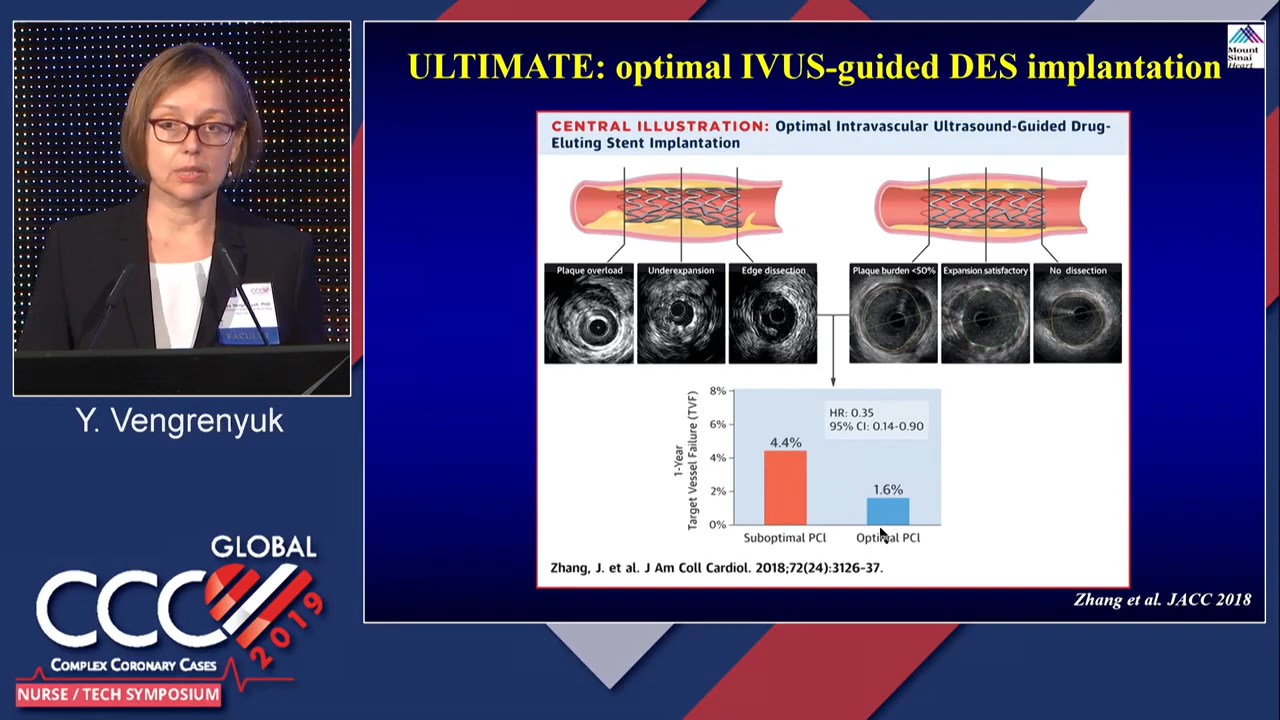 ULTIMATE: optimal IVUS-guided DES implantation
Mount
Sinai
Heart
CENTRAL ILLUSTRATION: Optimal Intravascular Ultrasound-Guided Drug-
Eluting Stent Implantation
Plaque overload
Underexpansion
Edge dissection
Plaque burden <50%
Expansion satisfactory
No dissection
1-Year
Target Vessel Failure (TVF)
8%
6%
4%
2%
0%
HR: 0.35
95% CI: 0.14-0.90
4.4%
1.6%
Suboptimal PCI
Optimal PCI
Zhang, J. et al. J Am Coll Cardiol. 2018;72(24):3126-37.
Zhang et al. JACC 2018
FACULTY
Y. Vengrenyuk
GLOBAL
CCC
2019
COMPLEX CORONARY CASES
NURSE / TECH SYMPOSIUM